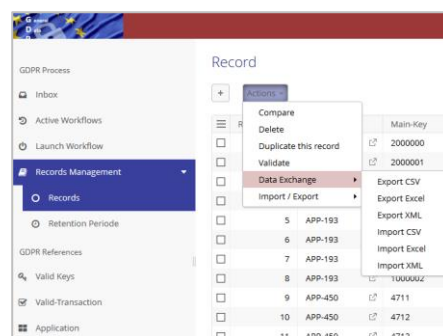 GDPR Process
Inbox
Active Workflows
Launch Workflow
Records Management
Records
Retention Periode
GDPR References
Valid Keys
Valid-Transaction
Application
Record
+ Actions
R Main-Key
Compare
Delete
Duplicate this record
Validate
Data Exchange
Import / Export
Export CSV
Export Excel
Export XML
Import CSV
Import Excel
Import XML
2000000
2000001
5 APP-193
6 APP-193
7 APP-193
8 APP-193 1000002
9 APP-450 4711
10 APP-450 4712